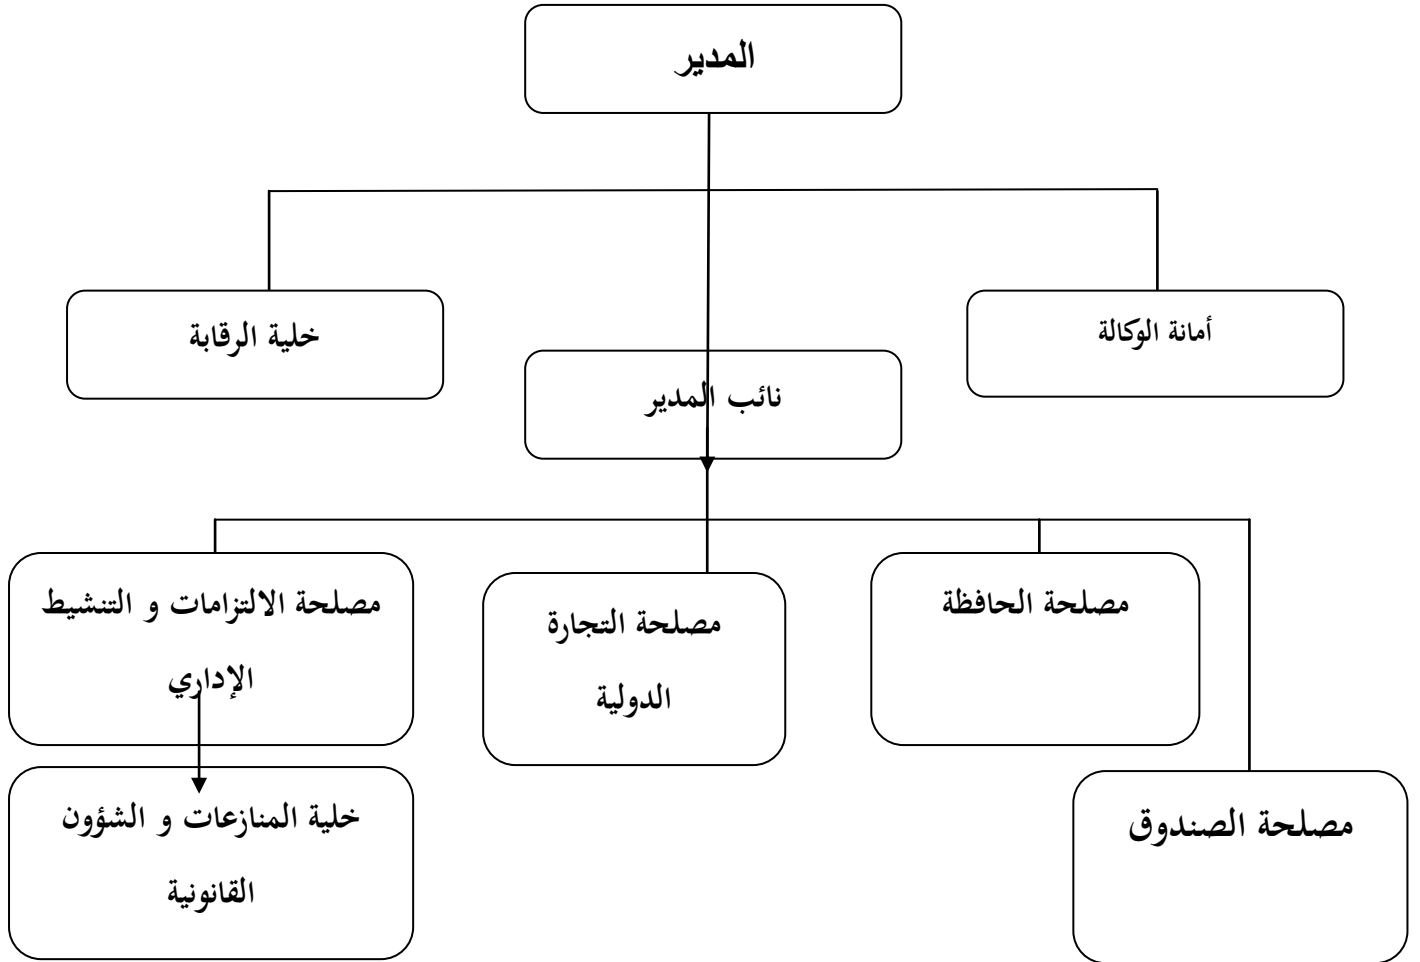 المدير
أمانة الوكالة
خلية الرقابة
نائب المدير
مصلحة الحافظة
مصلحة الالتزامات و التنشيط
الإداري
مصلحة التجارة
الدولية
مصلحة الصندوق
خلية المنازعات و الشؤون
القانونية